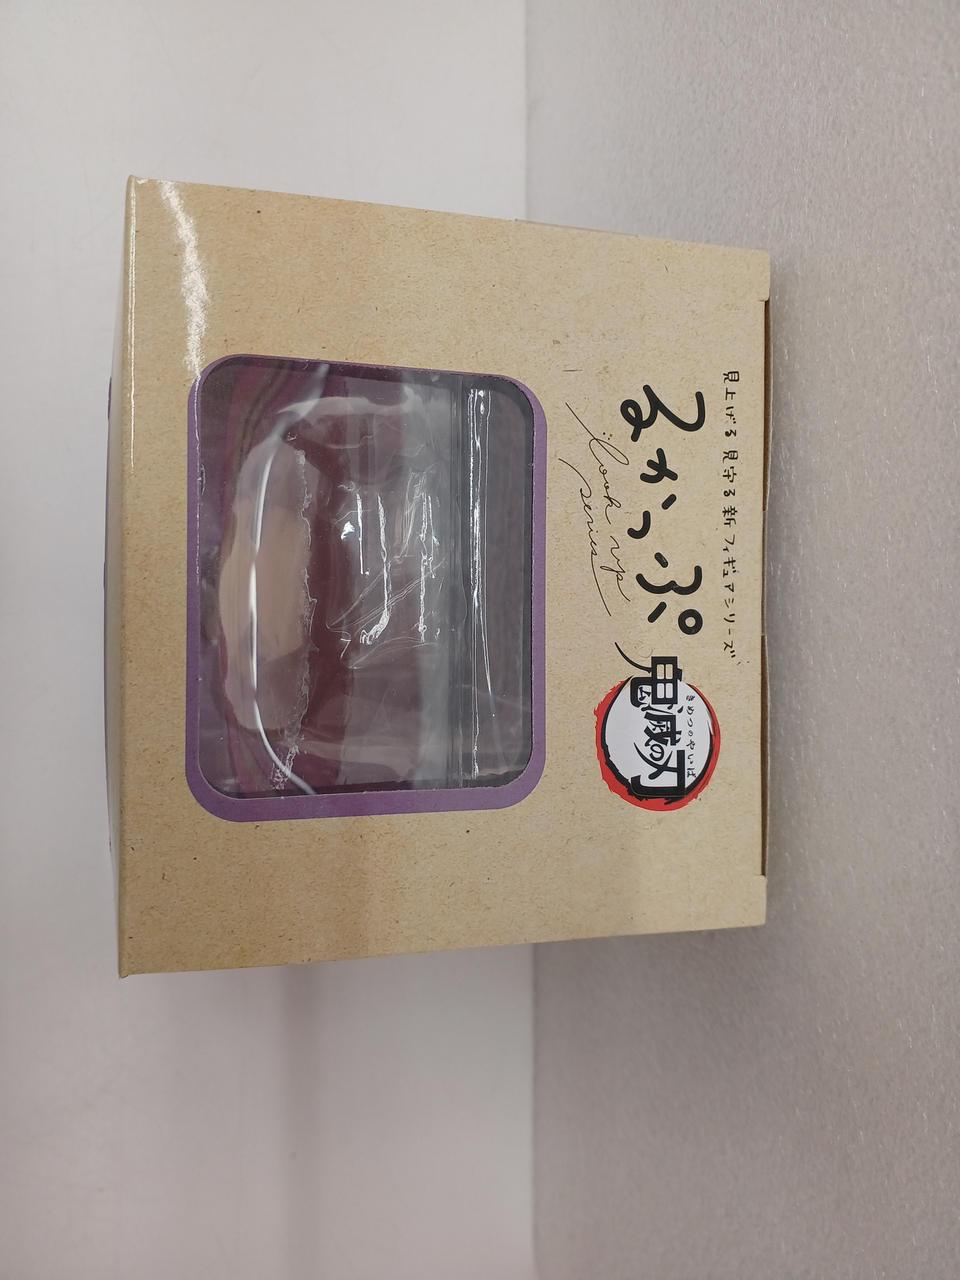 見上げる見守る新フィギュアシリーズ
るかっぷ
look up
series
きめつのやいば
鬼滅の刃